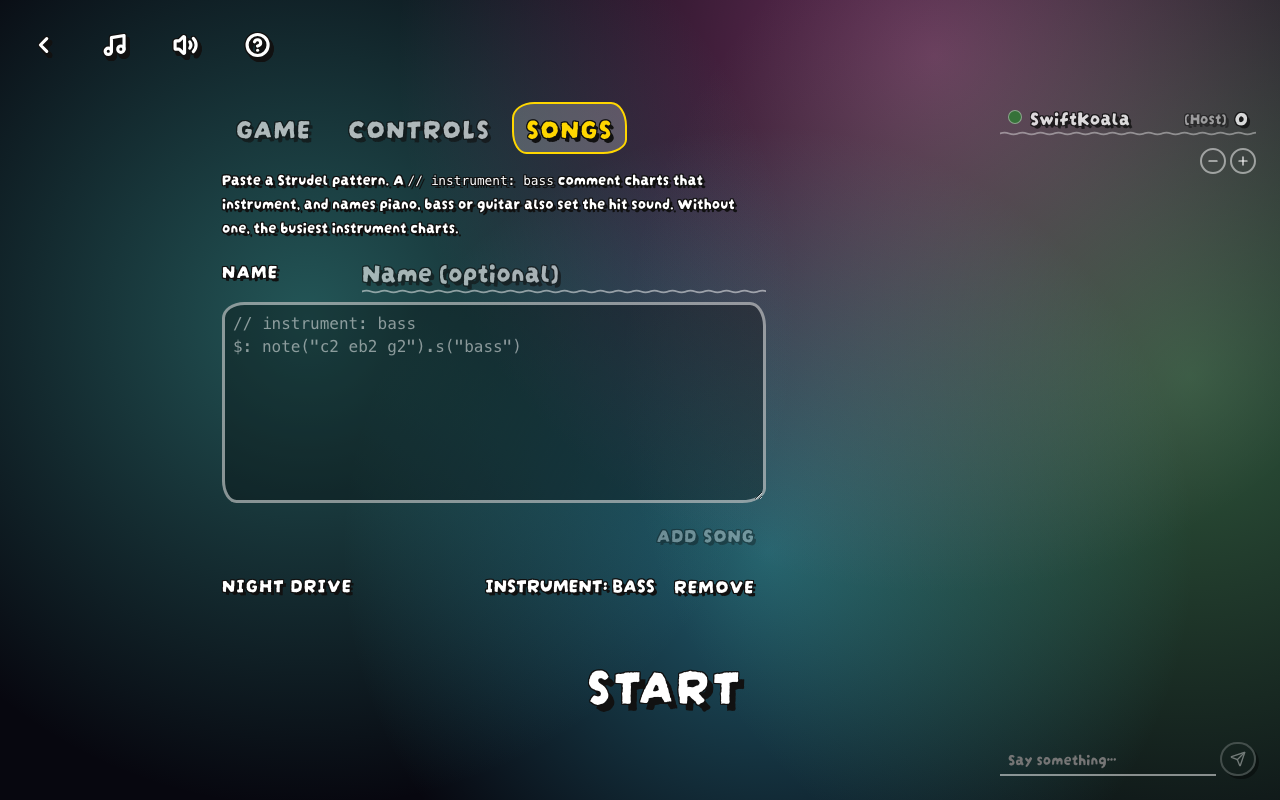 GAME CONTROLS SONGS
SwiftKoala (Host) 0
Paste a Strudel pattern. A // instrument: bass comment charts that
instrument, and names piano, bass or guitar also set the hit sound. Without
one, the busiest instrument charts.
NAME Name (optional)
// instrument: bass
$: note("c2 eb2 g2").s("bass")
ADD SONG
NIGHT DRIVE INSTRUMENT: BASS REMOVE
START
Say something...